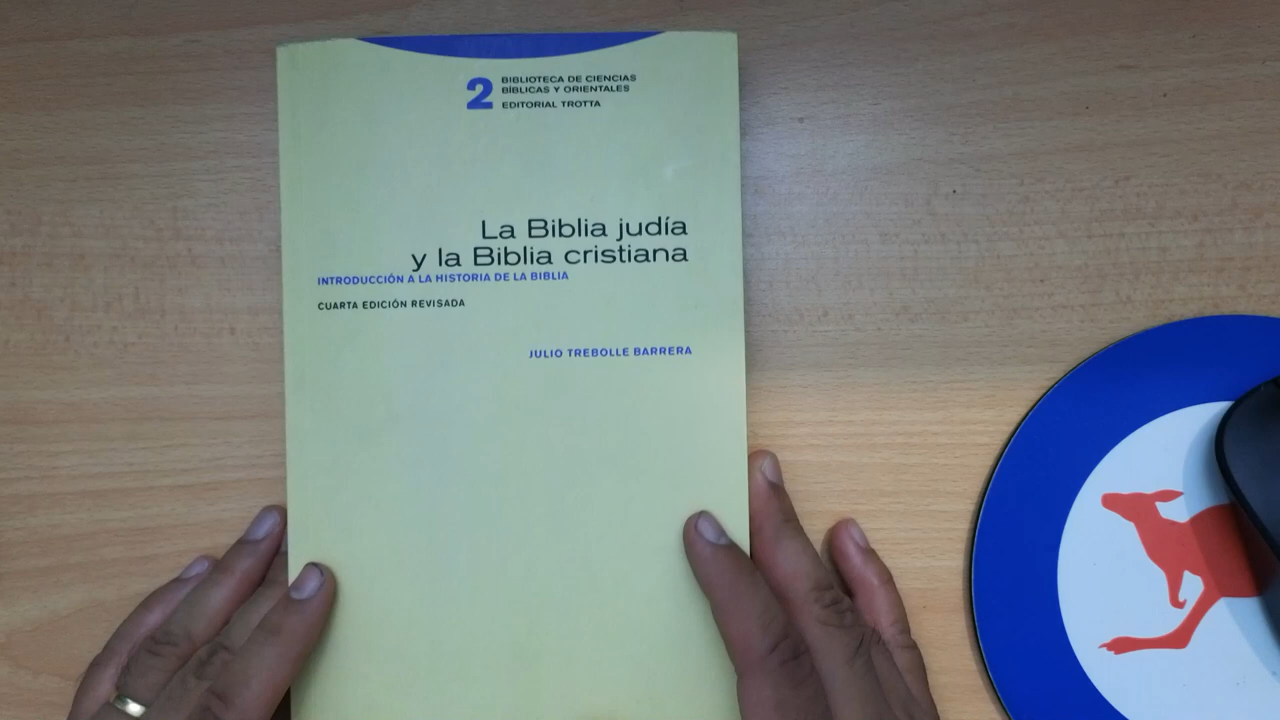 2
BIBLIOTECA DE CIENCIAS
BÍBLICAS Y ORIENTALES
EDITORIAL TROTTA
La Biblia judía
y la Biblia cristiana
INTRODUCCIÓN A LA HISTORIA DE LA BIBLIA
CUARTA EDICIÓN REVISADA
JULIO TREBOLLE BARRERA